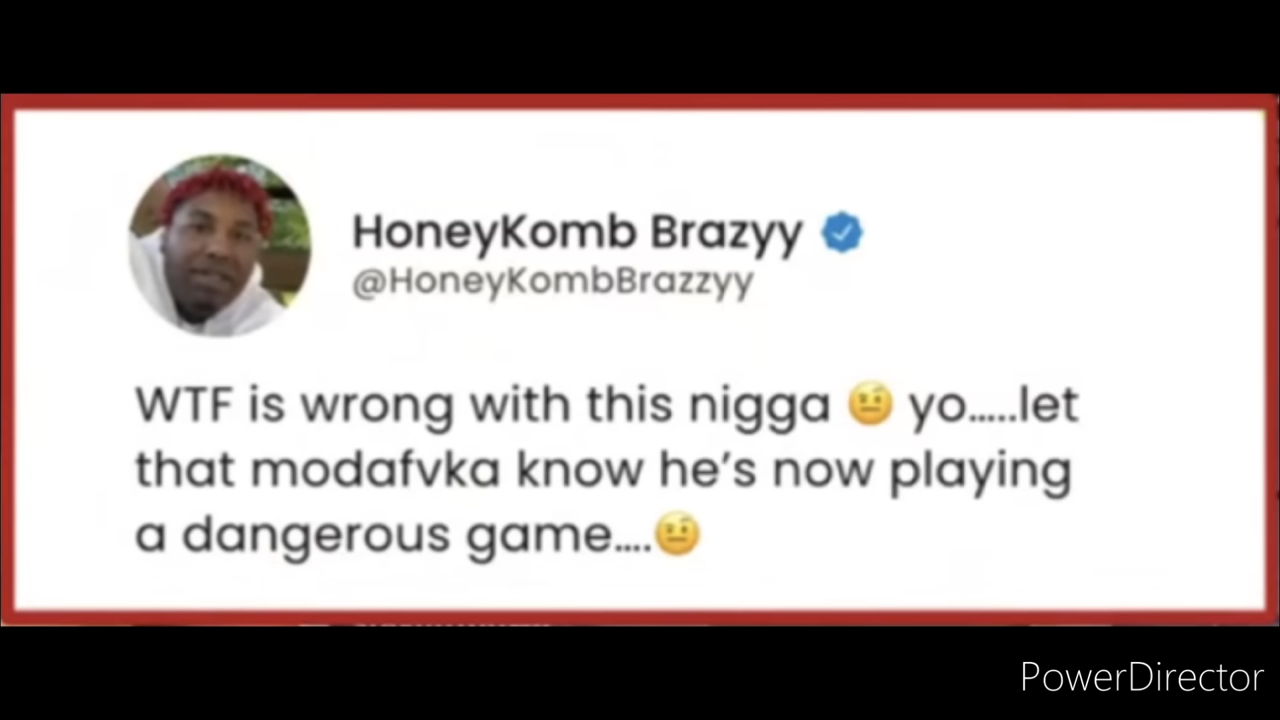 HoneyKomb Brazyy
@HoneyKombBrazzyy
WTF is wrong with this nigga 🤨 yo.....let
that modafvka know he's now playing
a dangerous game....🤨
PowerDirector